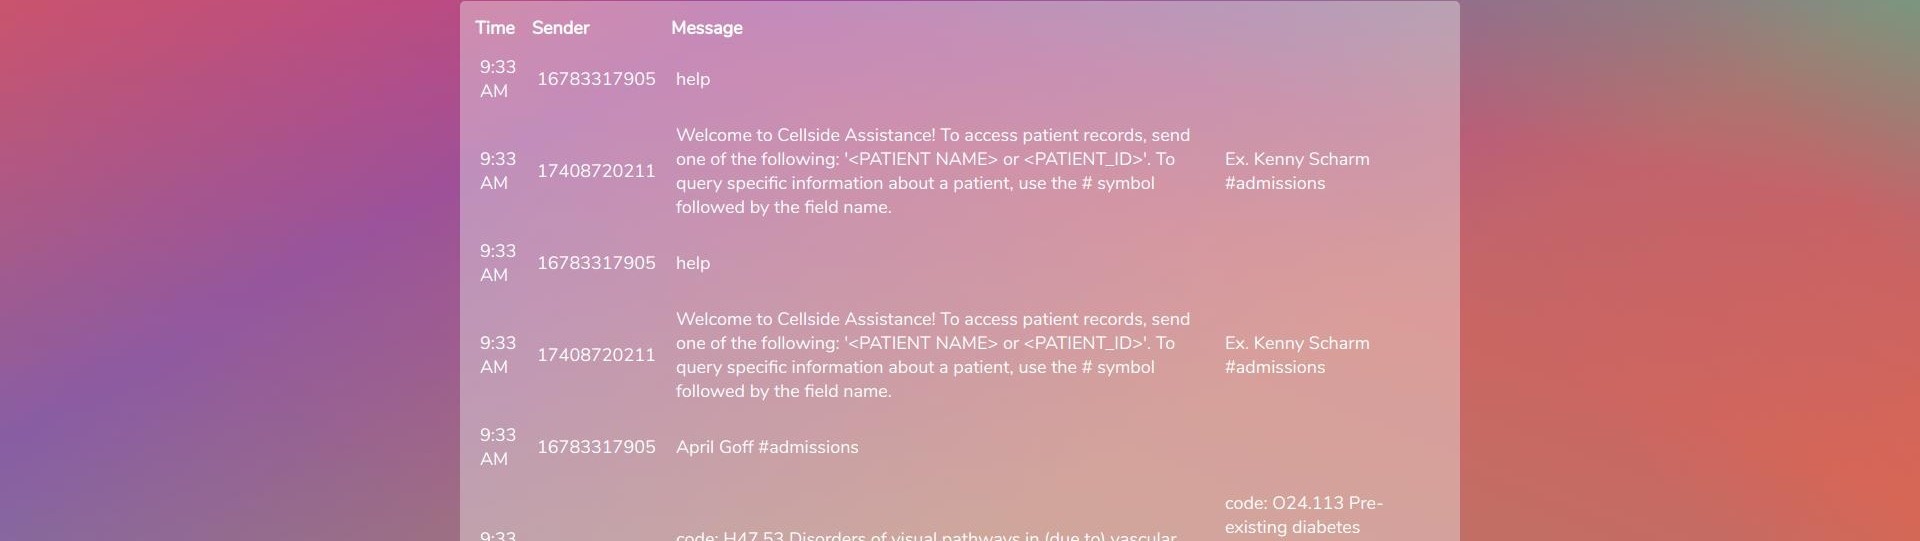 Time Sender Message
9:33
AM
16783317905
help
9:33
AM
17408720211
Welcome to Cellside Assistance! To access patient records, send
one of the following: '<PATIENT NAME> or <PATIENT_ID>'. To
query specific information about a patient, use the # symbol
followed by the field name.
Ex. Kenny Scharm
#admissions
9:33
AM
16783317905
help
9:33
AM
17408720211
Welcome to Cellside Assistance! To access patient records, send
one of the following: '<PATIENT NAME> or <PATIENT_ID>'. To
query specific information about a patient, use the # symbol
followed by the field name.
Ex. Kenny Scharm
#admissions
9:33
AM
16783317905
April Goff #admissions
9:33
code: H47.53 Disorders of visual pathways in (due to) vascular
code: O24.113 Pre-
existing diabetes